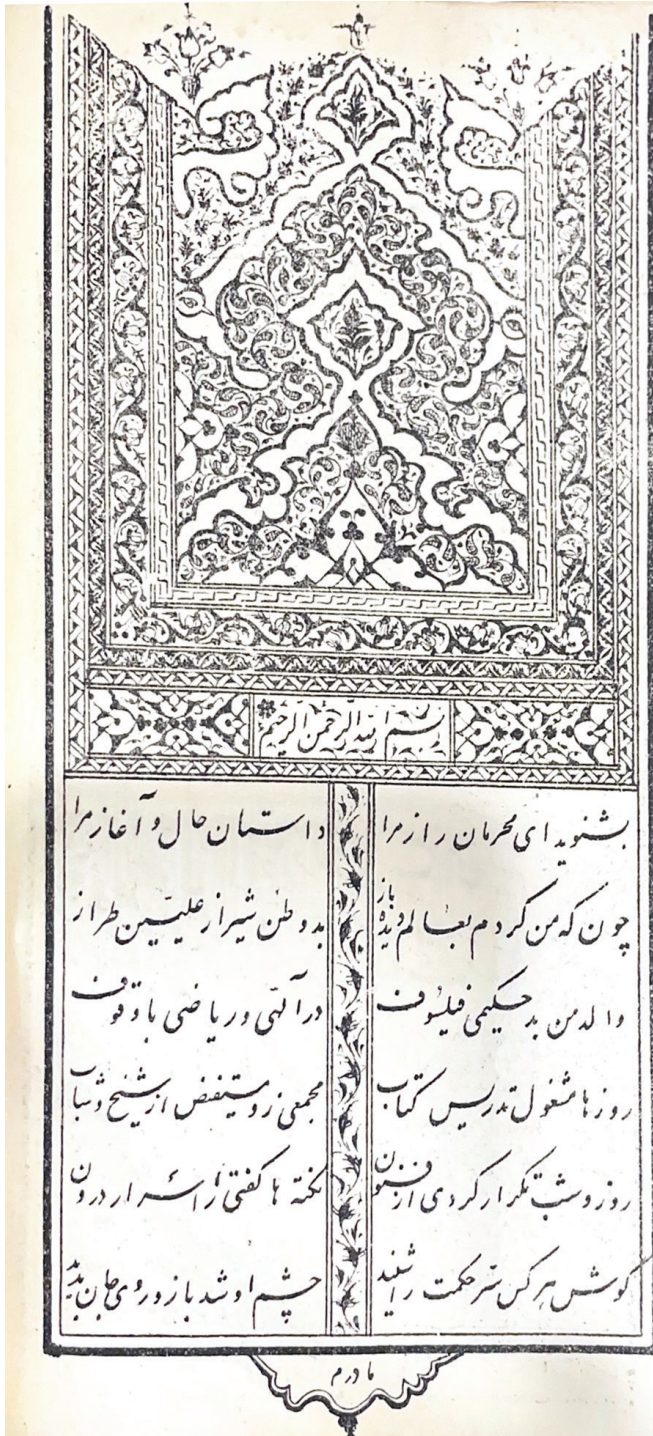 بسم الله الرحمن الرحیم
بشنوید ای محرمان راز مرا داستان حال و آغاز مرا
چون که من کردم بعالم دیده باز بد وطن شیراز علیین طراز
والد من بد حکیمی فیلسوف در آلهی و ریاضی با وقوف
روزها مشغول تدریس کتاب مجمعی زو مستفیض از شیخ و شاب
روز و شب تکرار کردی از فنون نکته ها گفتی ز اسرار درون
گوش هر کس سر حکمت را شنید چشم او شد باز و روی جان بدید
مادرم